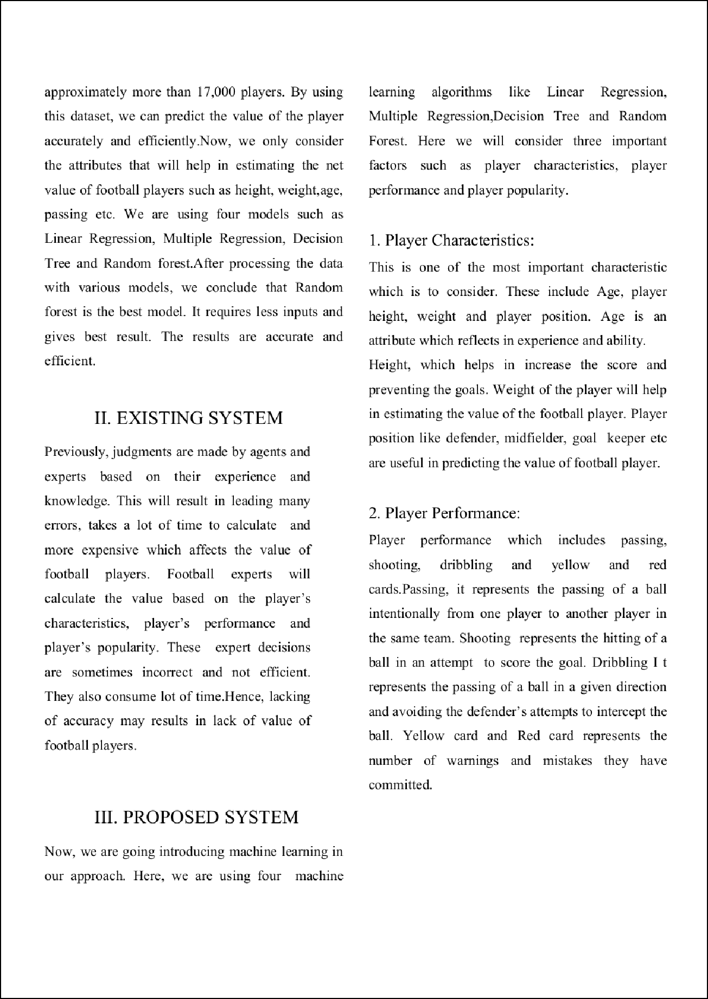 approximately more than 17,000 players. By using
this dataset, we can predict the value of the player
accurately and efficiently.Now, we only consider
the attributes that will help in estimating the net
value of football players such as height, weight,age,
passing etc. We are using four models such as
Linear Regression, Multiple Regression, Decision
Tree and Random forest.After processing the data
with various models, we conclude that Random
forest is the best model. It requires less inputs and
gives best result. The results are accurate and
efficient.
II. EXISTING SYSTEM
Previously, judgments are made by agents and
experts based on their experience and
knowledge. This will result in leading many
errors, takes a lot of time to calculate and
more expensive which affects the value of
football players. Football experts will
calculate the value based on the player’s
characteristics, player’s performance and
player’s popularity. These expert decisions
are sometimes incorrect and not efficient.
They also consume lot of time.Hence, lacking
of accuracy may results in lack of value of
football players.
III. PROPOSED SYSTEM
Now, we are going introducing machine learning in
our approach. Here, we are using four machine
learning algorithms like Linear Regression,
Multiple Regression,Decision Tree and Random
Forest. Here we will consider three important
factors such as player characteristics, player
performance and player popularity.
1. Player Characteristics:
This is one of the most important characteristic
which is to consider. These include Age, player
height, weight and player position. Age is an
attribute which reflects in experience and ability.
Height, which helps in increase the score and
preventing the goals. Weight of the player will help
in estimating the value of the football player. Player
position like defender, midfielder, goal keeper etc
are useful in predicting the value of football player.
2. Player Performance:
Player performance which includes passing,
shooting, dribbling and yellow and red
cards.Passing, it represents the passing of a ball
intentionally from one player to another player in
the same team. Shooting represents the hitting of a
ball in an attempt to score the goal. Dribbling I t
represents the passing of a ball in a given direction
and avoiding the defender’s attempts to intercept the
ball. Yellow card and Red card represents the
number of warnings and mistakes they have
committed.